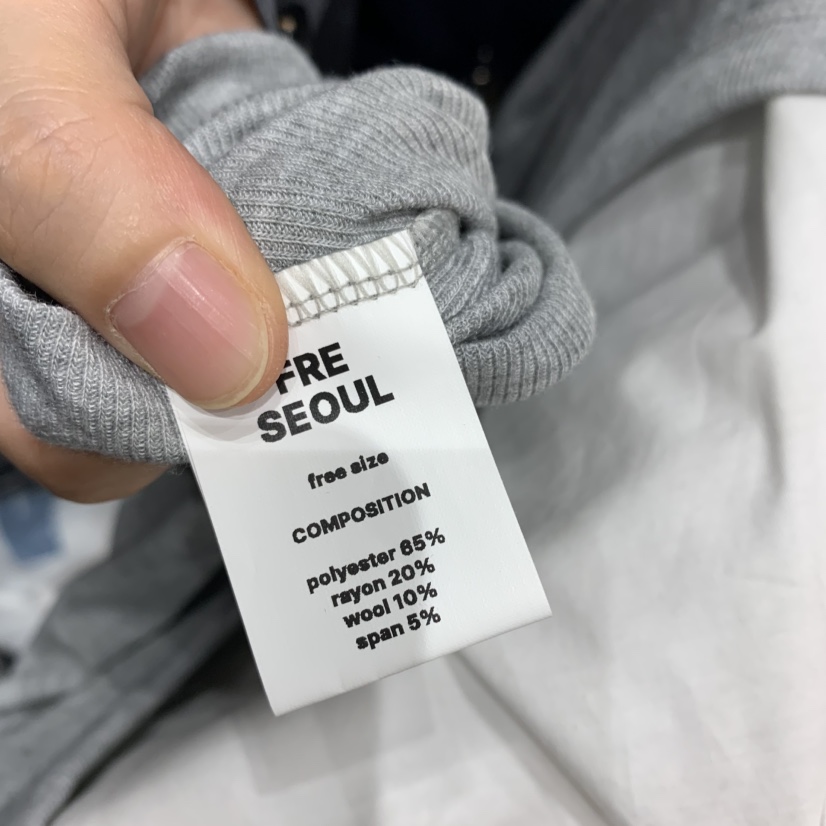 FRE
SEOUL
free size
COMPOSITION
polyester 65%
rayon 20%
wool 10%
span 5%